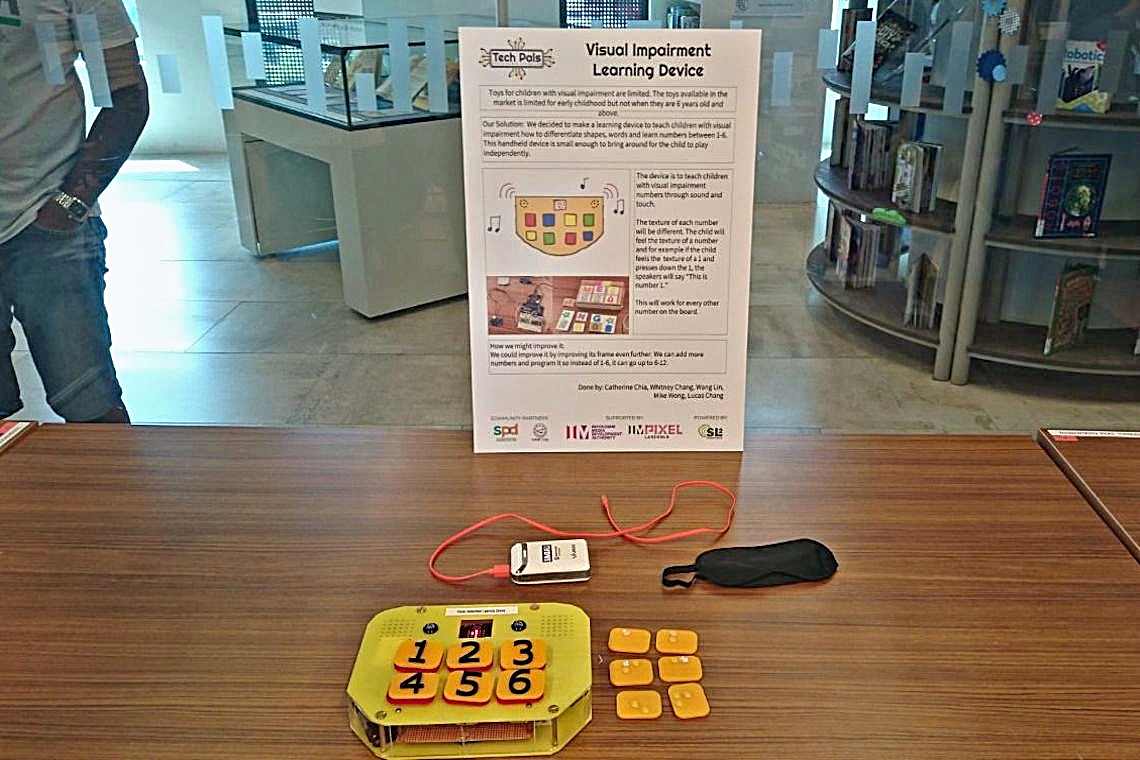 Tech Pals
Visual Impairment
Learning Device
Toys for children with visual impairment are limited. The toys available in the
market is limited for early childhood but not when they are 6 years old and
above.
Our Solution: We decided to make a learning device to teach children with visual
impairment how to differentiate shapes, words and learn numbers between 1-6.
This handheld device is small enough to bring around for the child to play
independently.
The device is to teach children
with visual impairment
numbers through sound and
touch.
The texture of each number
will be different. The child will
feel the texture of a number
and for example if the child
feels the texture of a 1 and
presses down the 1, the
speakers will say "This is
number 1."
This will work for every other
number on the board.
How we might improve it:
We could improve it by improving its frame even further. We can add more
numbers and program it so instead of 1-6, it can go up to 6-12.
Done by: Catherine Chia, Whitney Chang, Wang Lin,
Mike Wong, Lucas Chang
COMMUNITY PARTNERS
SUPPORTED BY
POWERED BY
spd
IM
MEDIA
DEVELOPMENT
AUTHORITY
PIXEL
SL2
Robotic
1 2 3
4 5 6